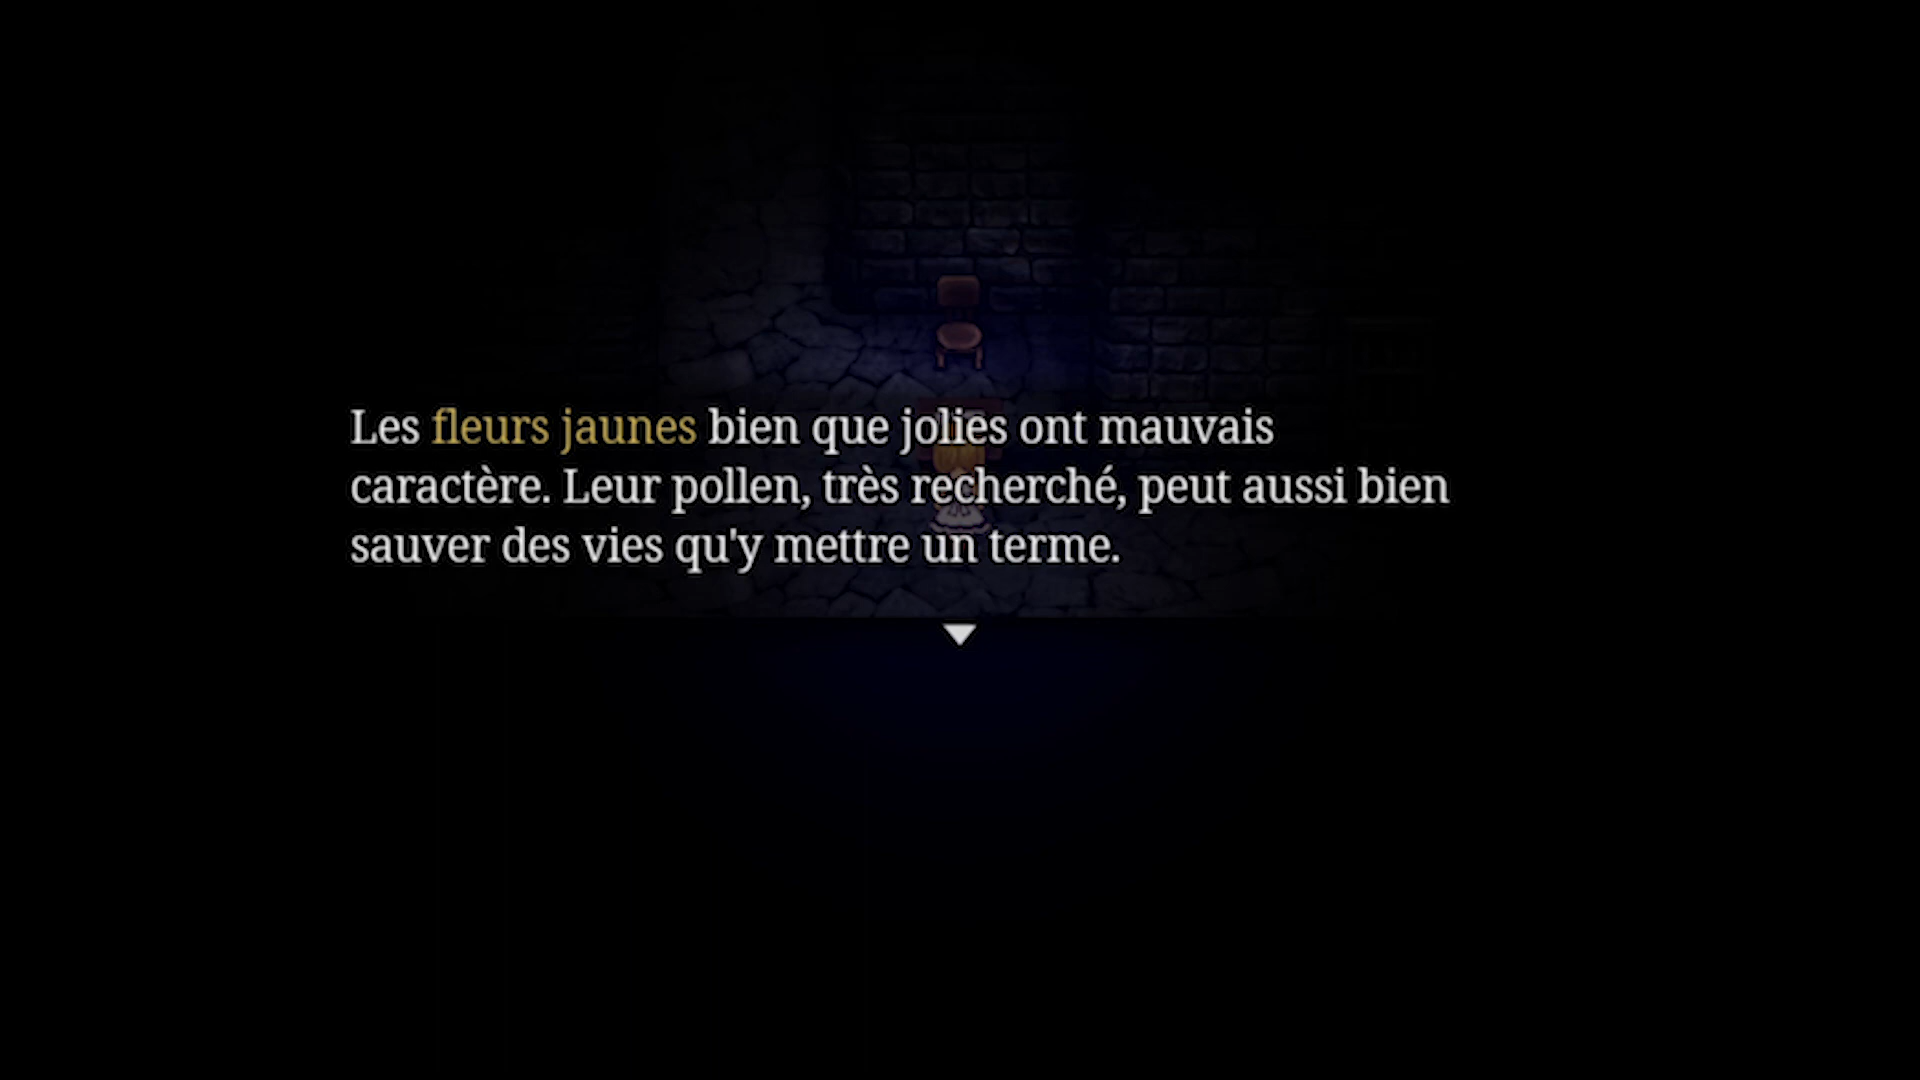 Les fleurs jaunes bien que jolies ont mauvais
caractère. Leur pollen, très recherché, peut aussi bien
sauver des vies qu'y mettre un terme.